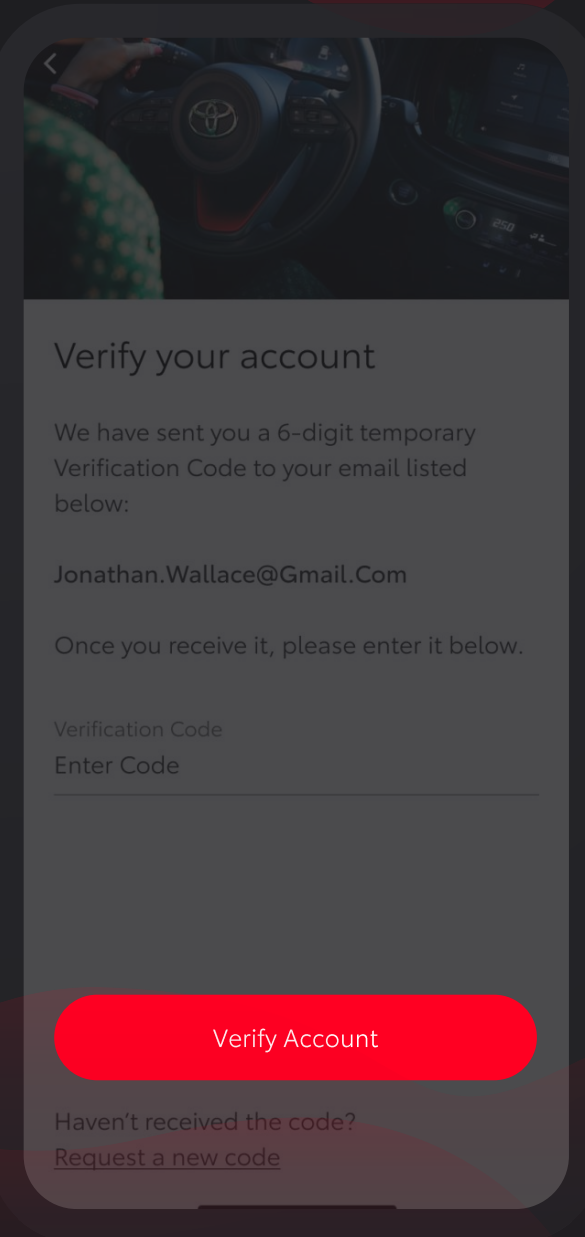 250
Verify your account
We have sent you a 6-digit temporary
Verification Code to your email listed
below:
Jonathan.Wallace@Gmail.Com
Once you receive it, please enter it below.
Verification Code
Enter Code
Verify Account
Haven't received the code?
Request a new code